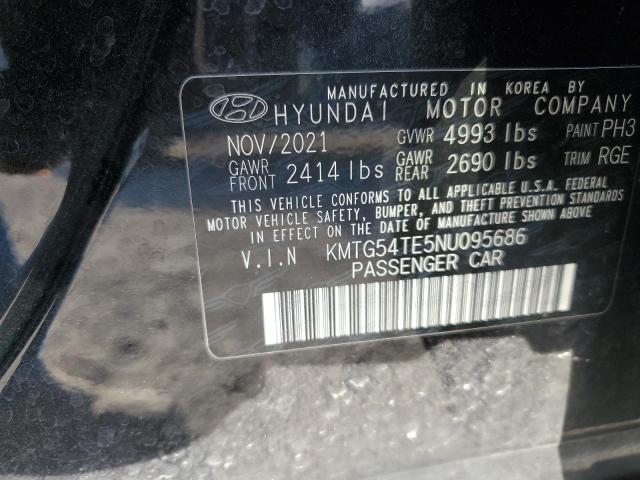 MANUFACTURED IN KOREA BY
HYUNDAI MOTOR COMPANY
NOV/2021 GVWR 4993 lbs PAINT PH3
GAWR FRONT 2414 lbs GAWR REAR 2690 lbs TRIM RGE
THIS VEHICLE CONFORMS TO ALL APPLICABLE U.S.A. FEDERAL
MOTOR VEHICLE SAFETY, BUMPER, AND THEFT PREVENTION STANDARDS
IN EFFECT ON THE DATE OF MANUFACTURE SHOWN ABOVE
V.I.N KMTG54TE5NU095686
PASSENGER CAR